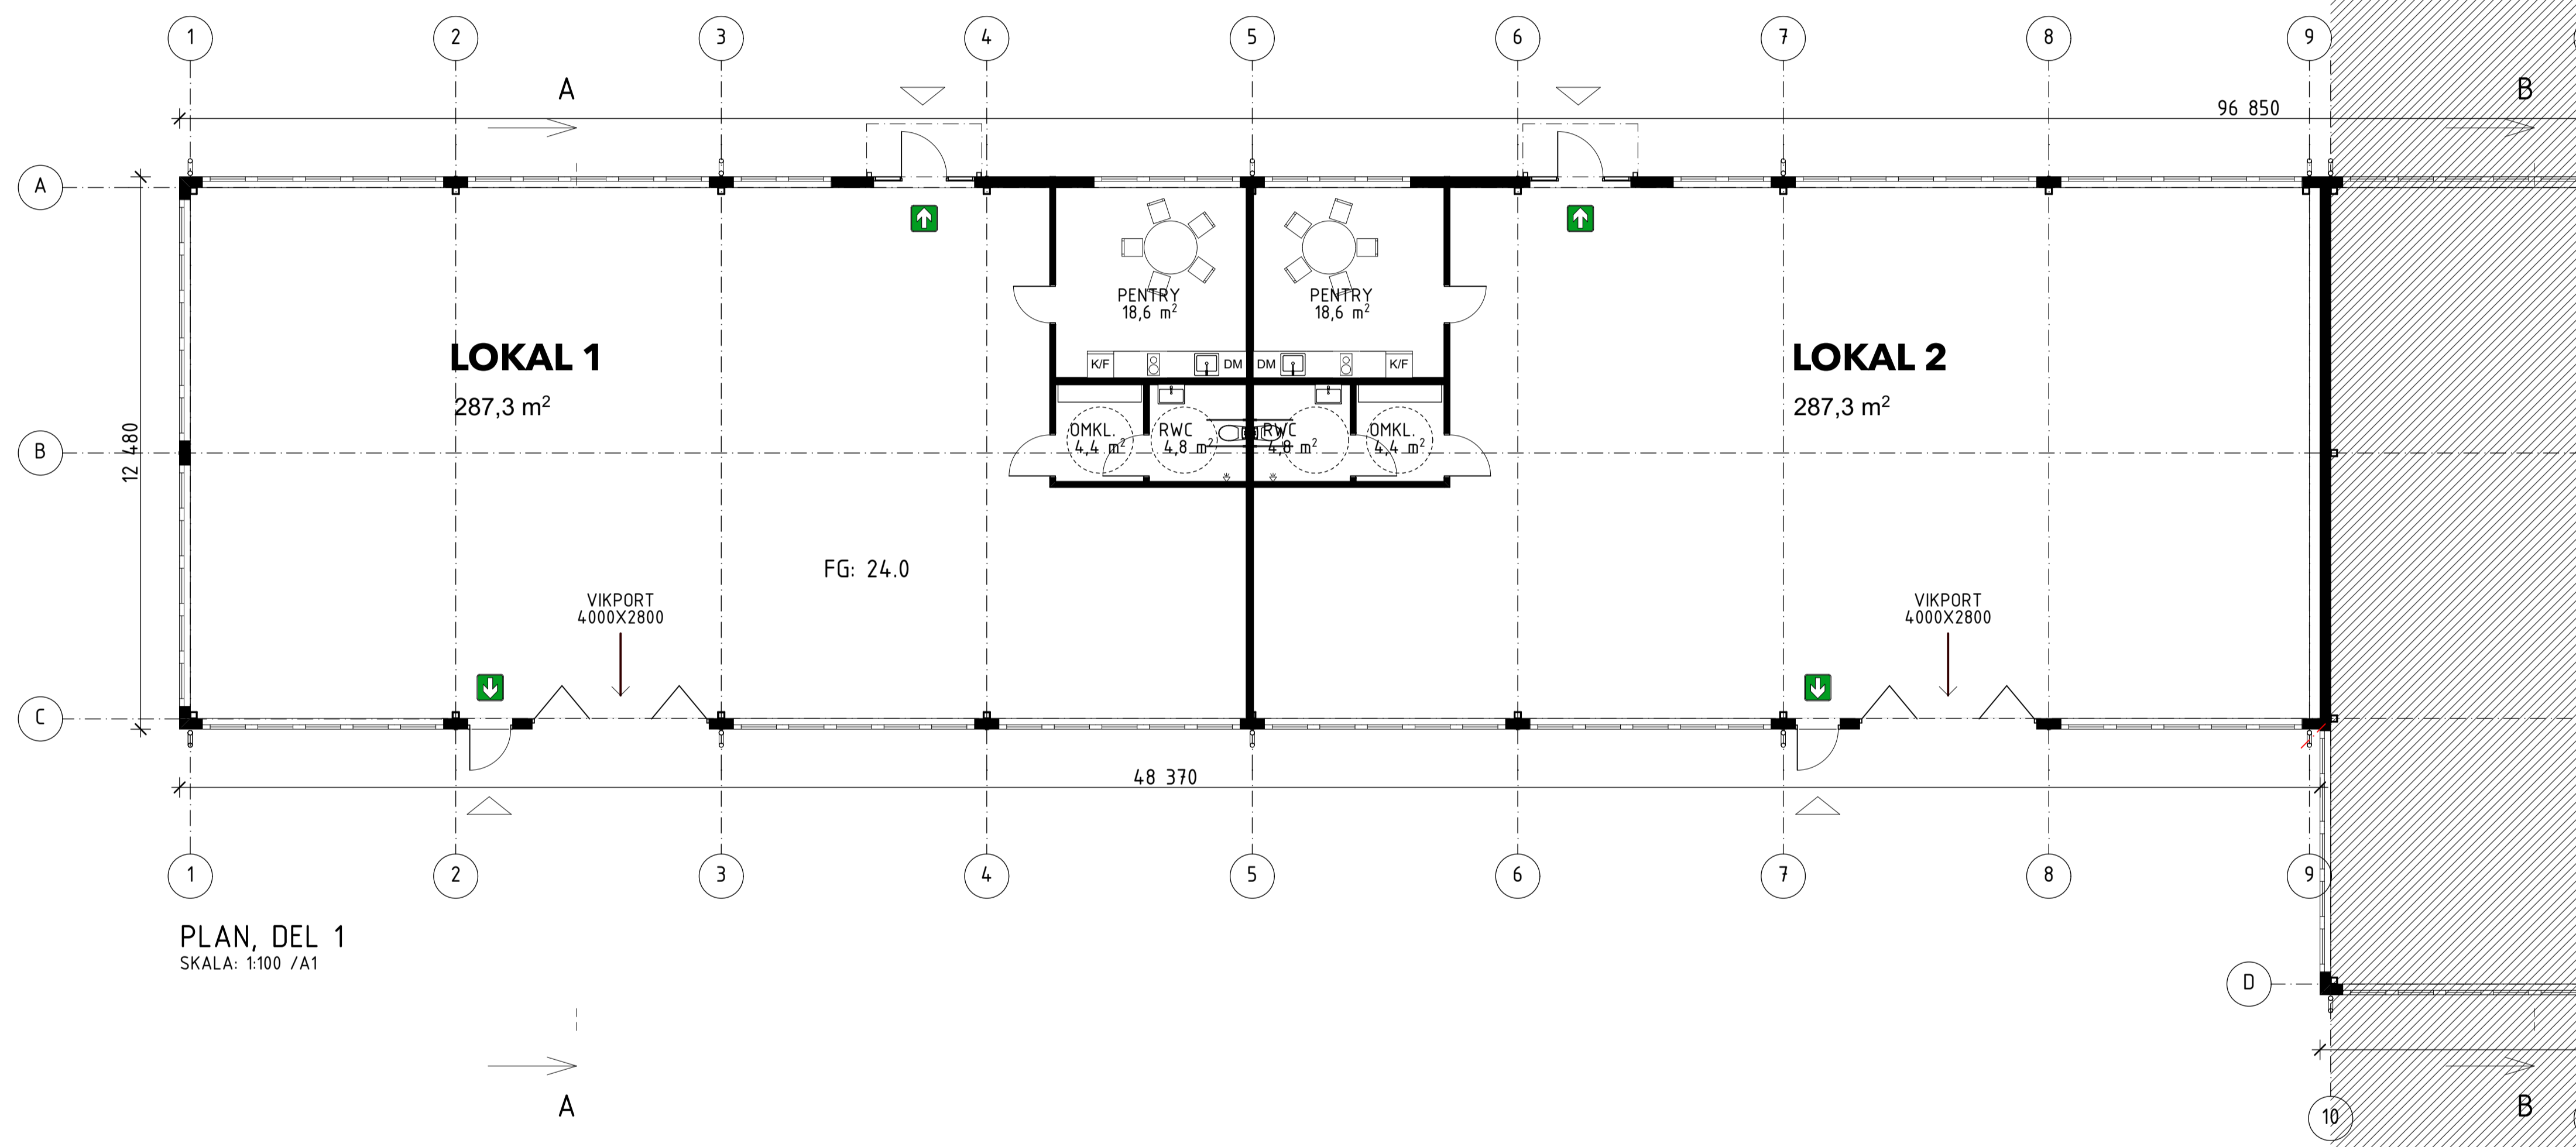 1 2 3 4 5 6 7 8 9
A B
96 850
A
PENTRY PENTRY
18,6 m² 18,6 m²
LOKAL 1 LOKAL 2
K/F DM DM K/F
287,3 m² 287,3 m²
OMKL. RWC RWC OMKL.
4,4 m² 4,8 m² 4,8 m² 4,4 m²
B
12 480
FG: 24.0
VIKPORT VIKPORT
4000X2800 4000X2800
C
48 370
1 2 3 4 5 6 7 8 9
PLAN, DEL 1
SKALA: 1:100 /A1
D
A B
10